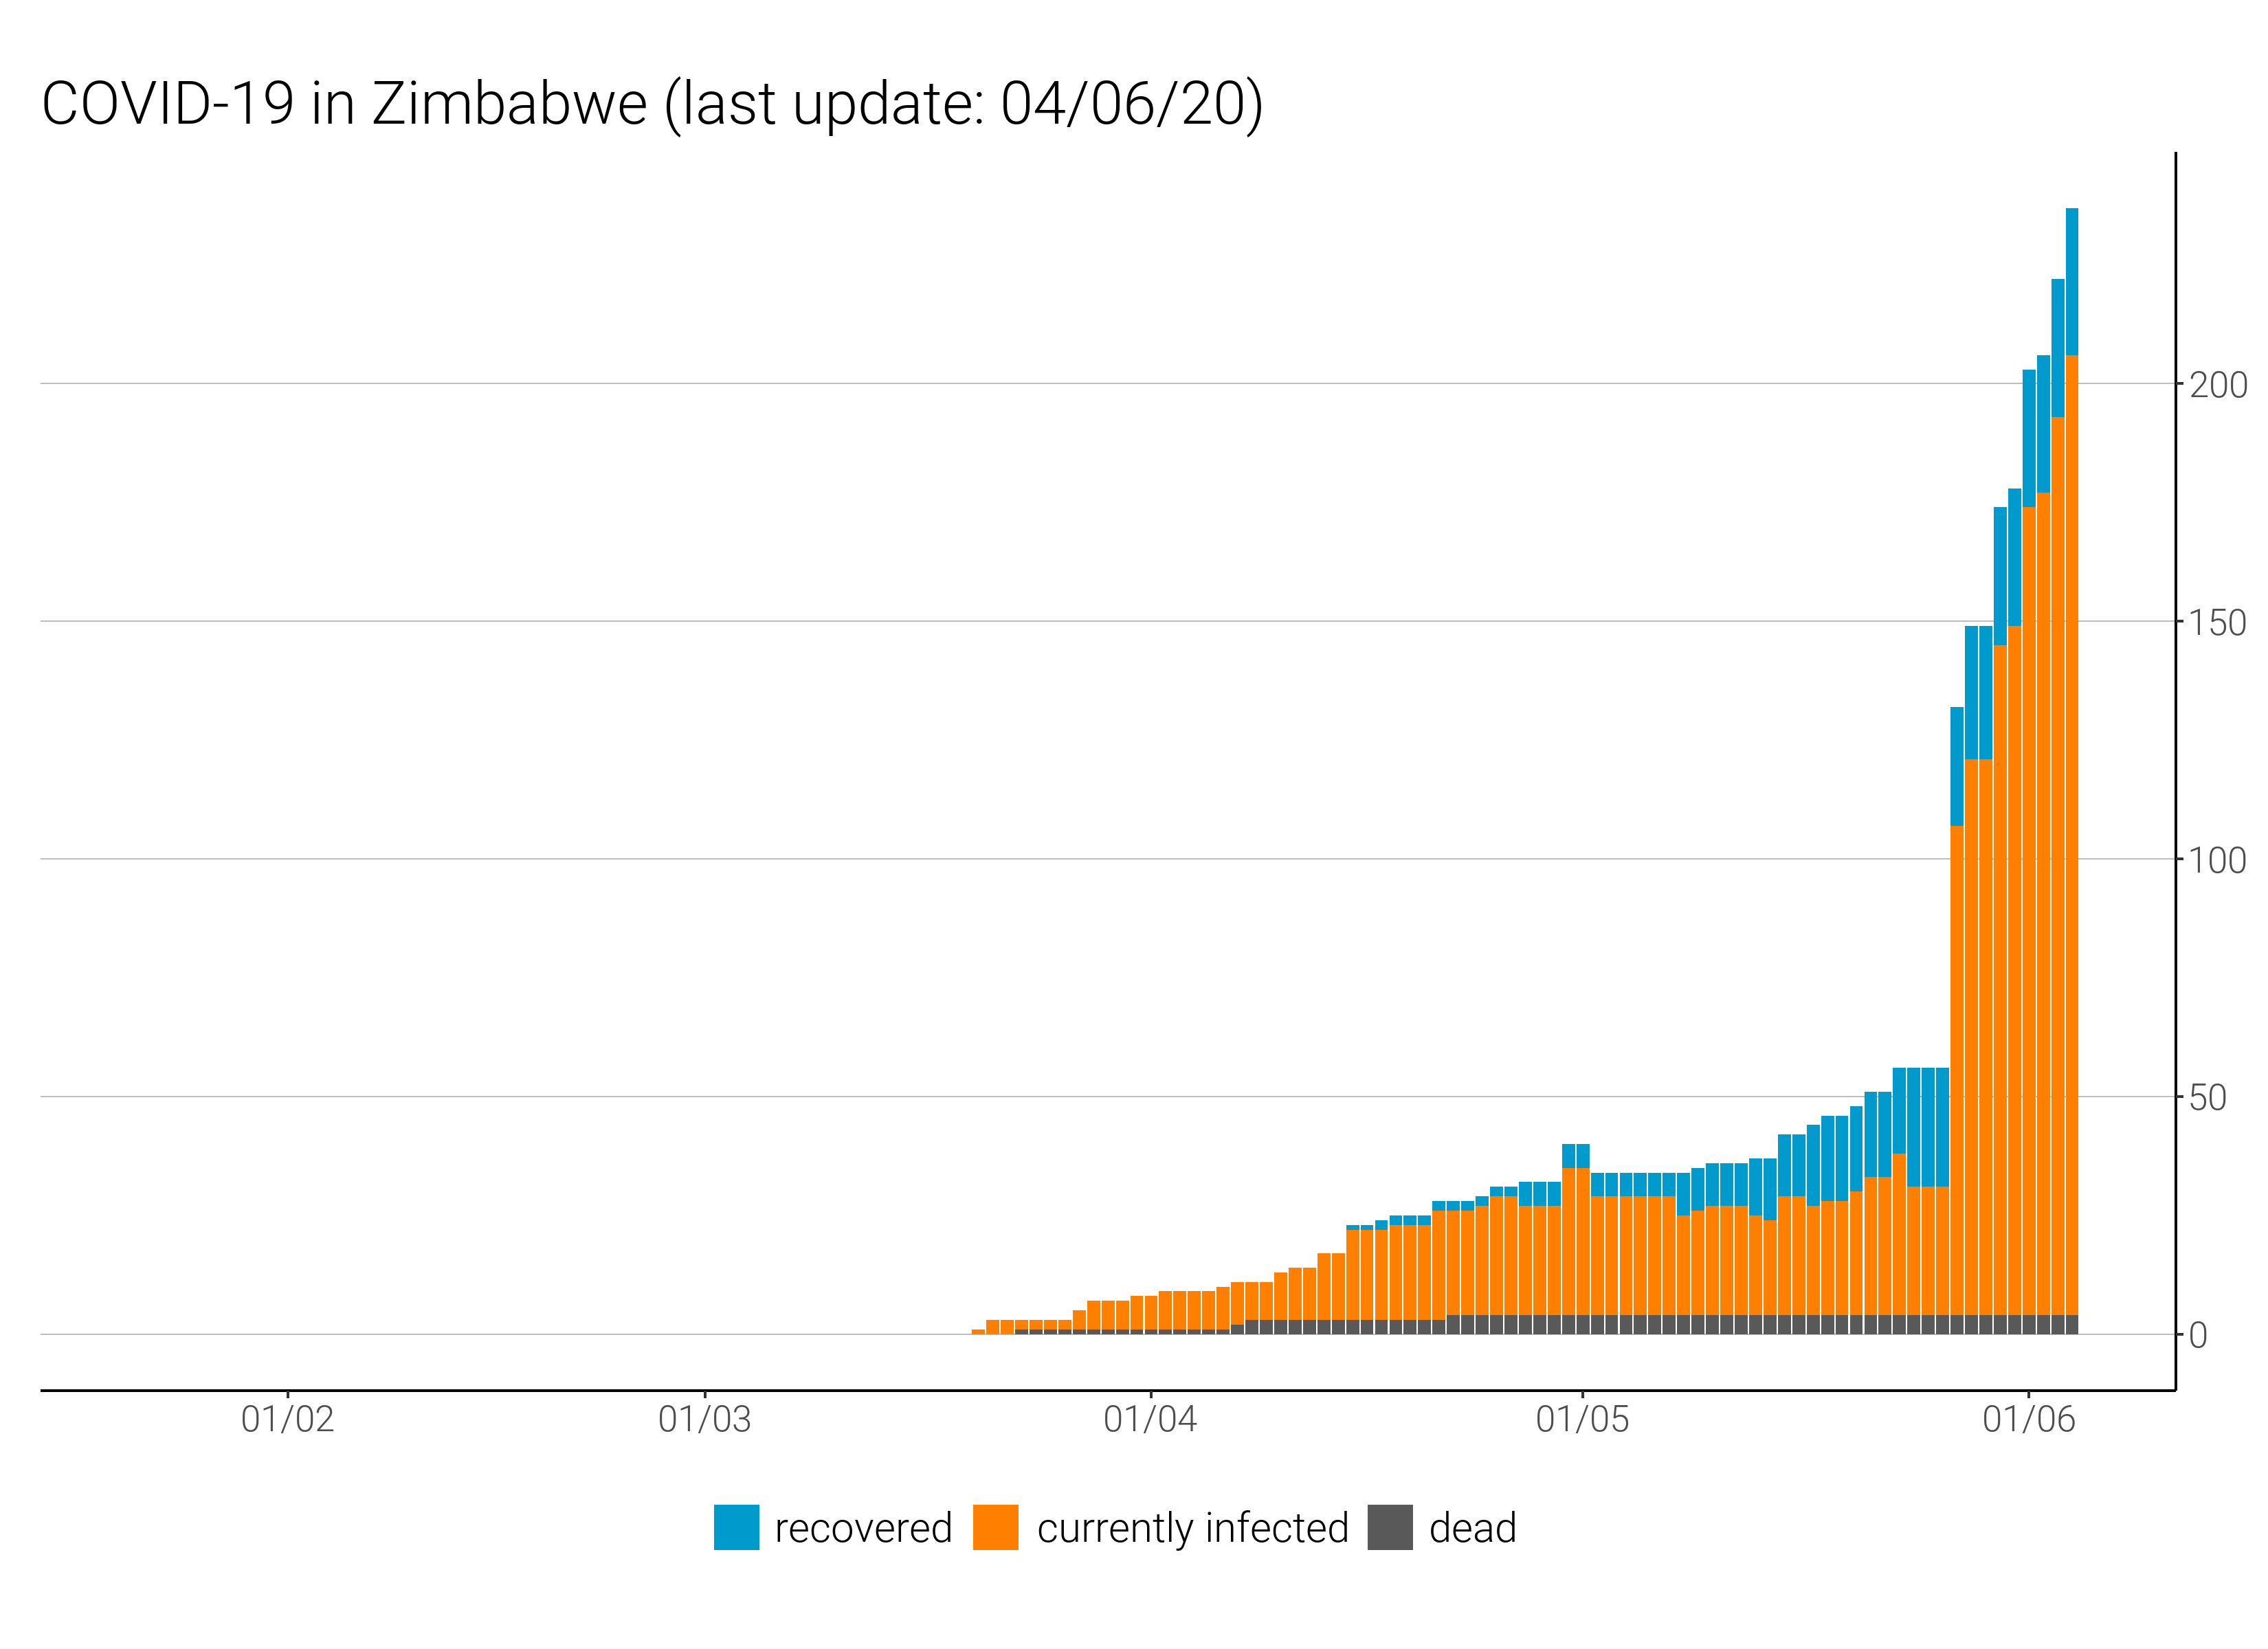 COVID-19 in Zimbabwe (last update: 04/06/20)
200
150
100
50
0
01/02 01/03 01/04 01/05 01/06
recovered currently infected dead